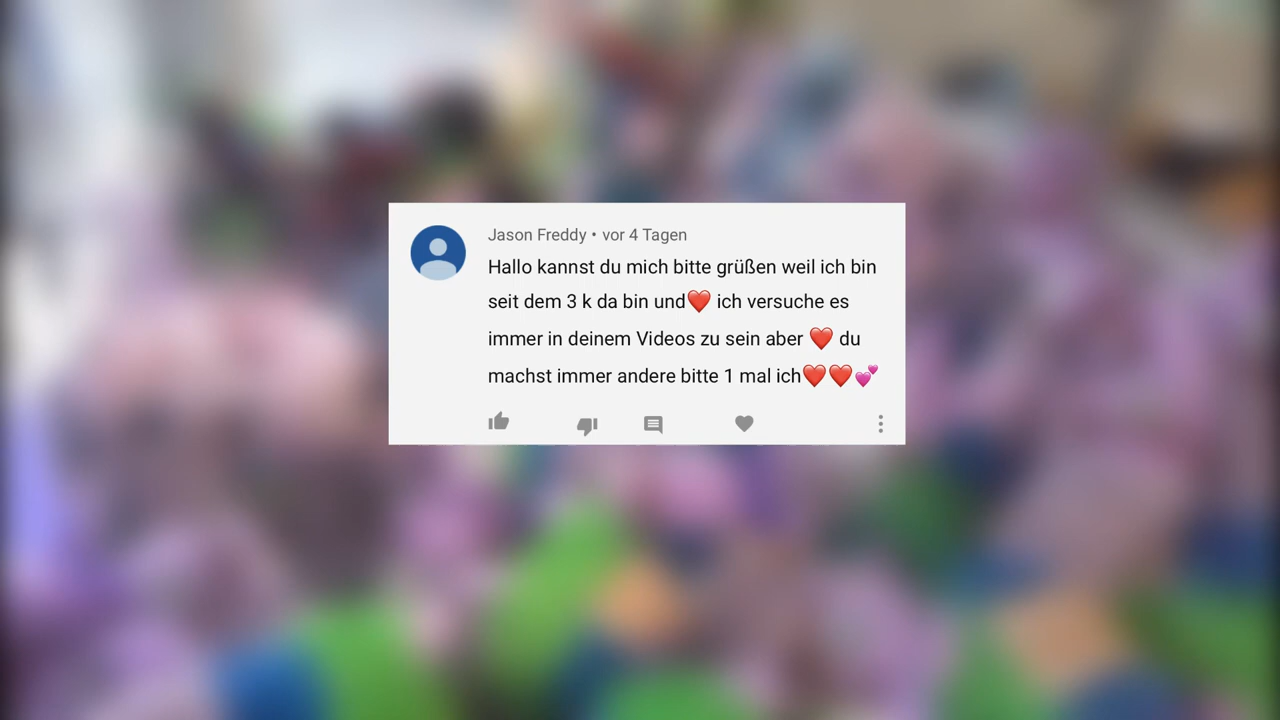 Jason Freddy • vor 4 Tagen
Hallo kannst du mich bitte grüßen weil ich bin
seit dem 3 k da bin und❤️ ich versuche es
immer in deinem Videos zu sein aber ❤️ du
machst immer andere bitte 1 mal ich❤️❤️💕